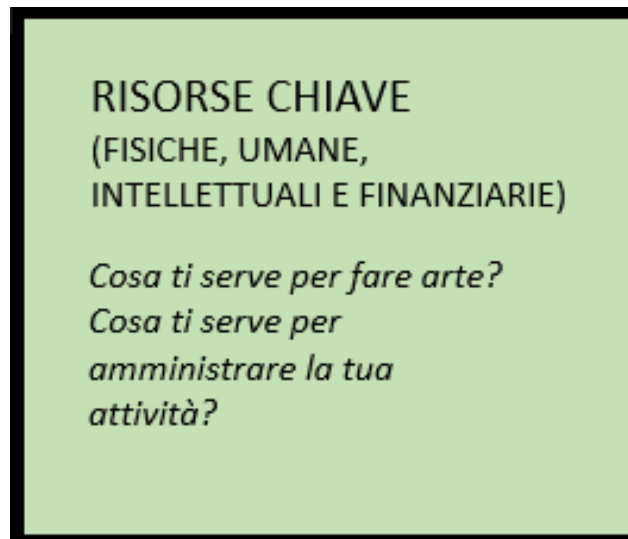 RISORSE CHIAVE
(FISICHE, UMANE,
INTELLETTUALI E FINANZIARIE)
Cosa ti serve per fare arte?
Cosa ti serve per
amministrare la tua
attività?